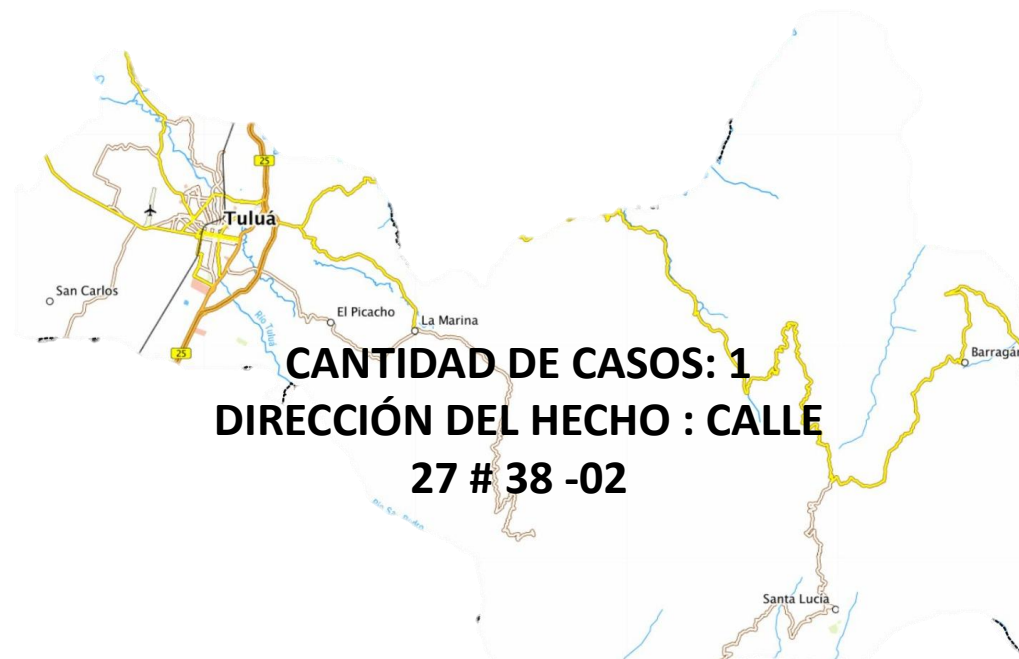 25
Tuluá
San Carlos
El Picacho
La Marina
Río Tuluá
25
Barragán
CANTIDAD DE CASOS: 1
DIRECCIÓN DEL HECHO : CALLE
27 # 38 -02
Santa Lucía